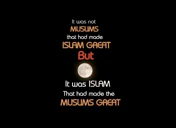 It was not
MUSLIMS
that had made
ISLAM GREAT
But
It was ISLAM
That had made the
MUSLIMS GREAT